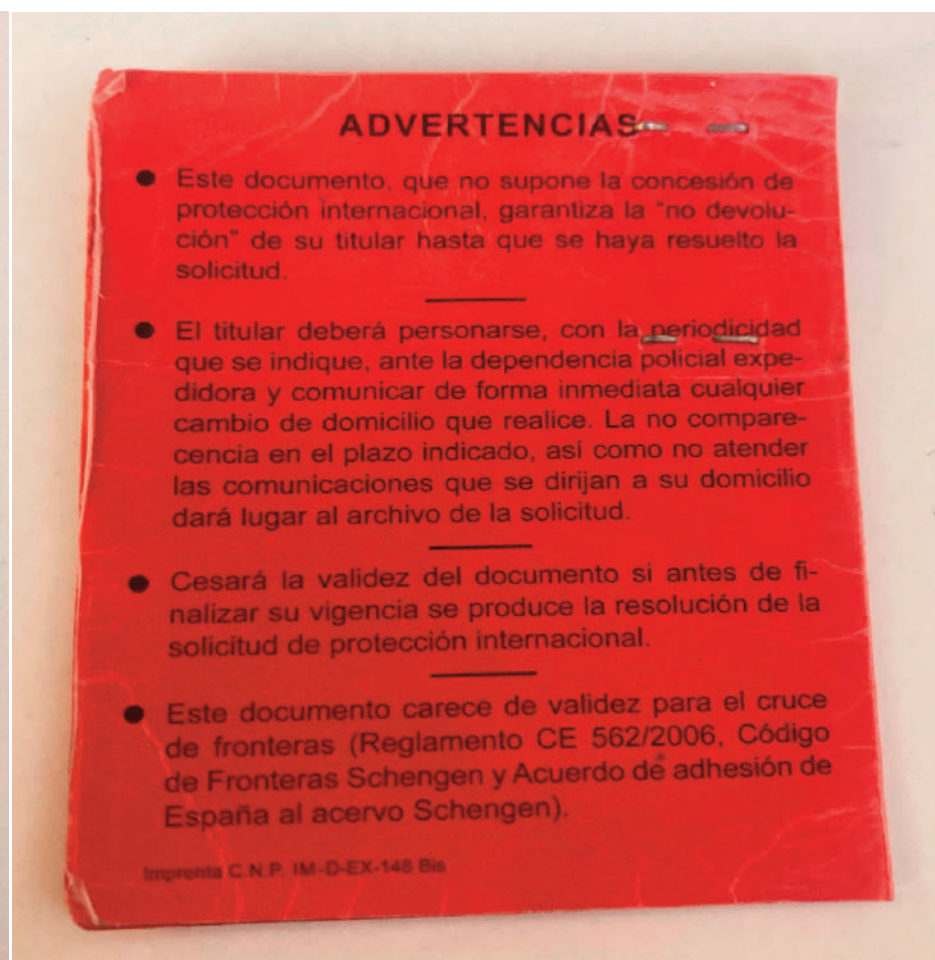 ADVERTENCIAS
● Este documento, que no supone la concesión de
protección internacional, garantiza la "no devolu-
ción" de su titular hasta que se haya resuelto la
solicitud.
● El titular deberá personarse, con la periodicidad
que se indique, ante la dependencia policial expe-
didora y comunicar de forma inmediata cualquier
cambio de domicilio que realice. La no compare-
cencia en el plazo indicado, así como no atender
las comunicaciones que se dirijan a su domicilio
dará lugar al archivo de la solicitud.
● Cesará la validez del documento si antes de fi-
nalizar su vigencia se produce la resolución de la
solicitud de protección internacional.
● Este documento carece de validez para el cruce
de fronteras (Reglamento CE 562/2006, Código
de Fronteras Schengen y Acuerdo de adhesión de
España al acervo Schengen).
Imprenta C.N.P. IM-D-EX-148 Bis